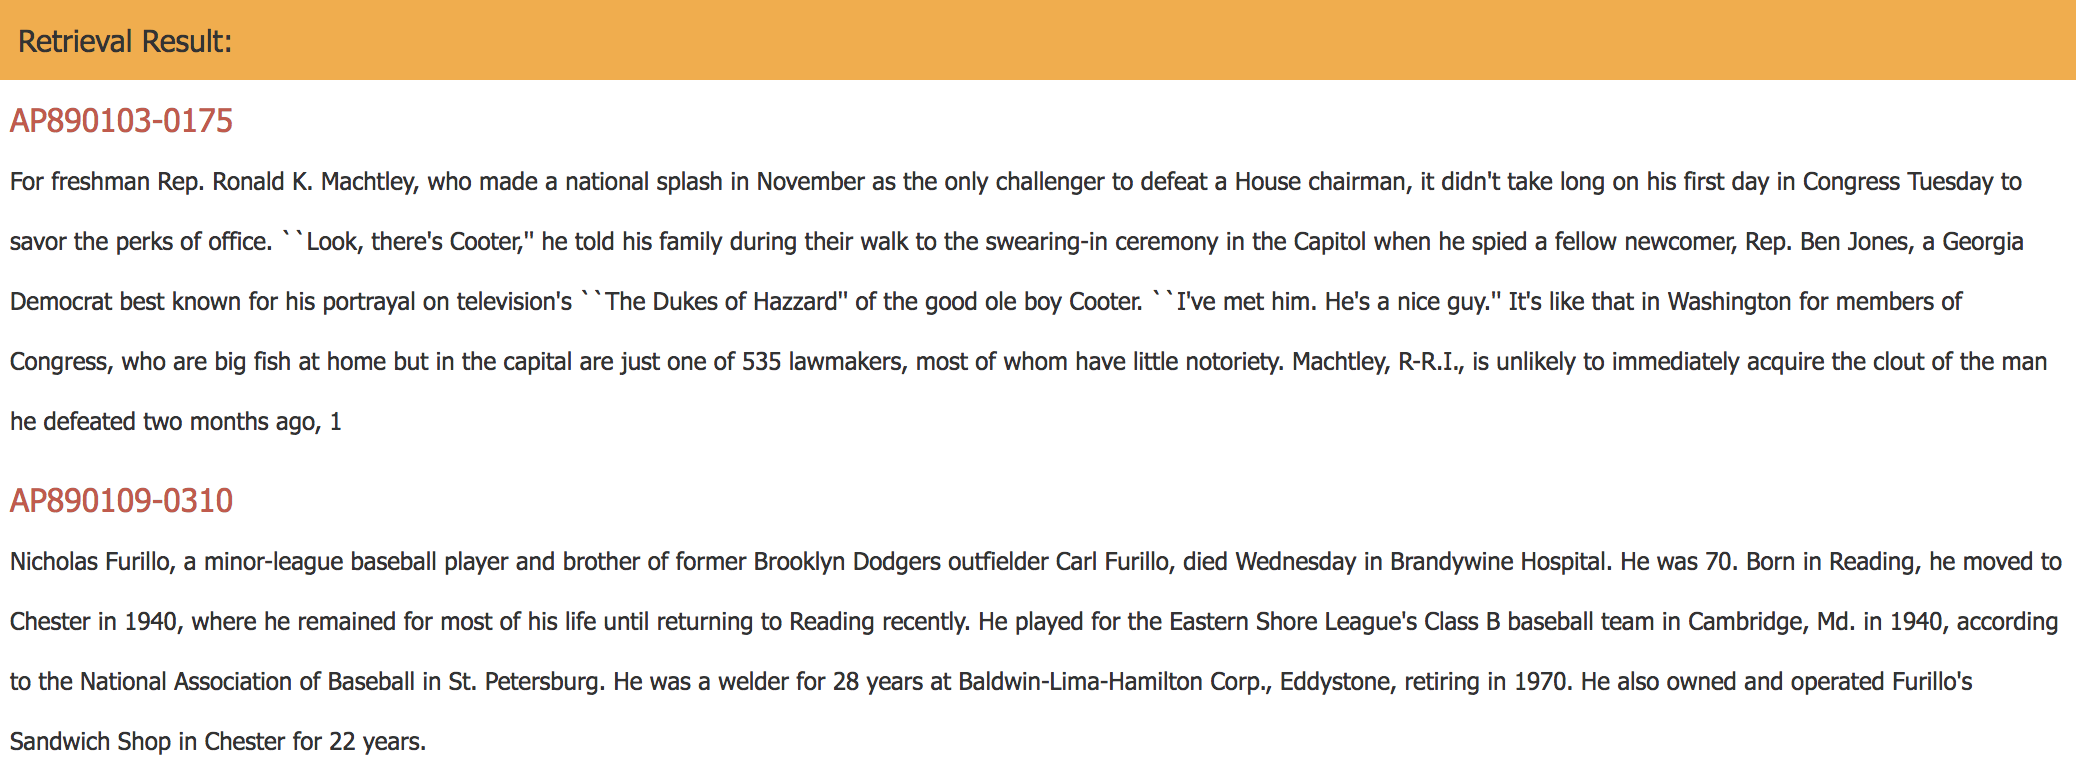 Retrieval Result:
AP890103-0175
For freshman Rep. Ronald K. Machtley, who made a national splash in November as the only challenger to defeat a House chairman, it didn't take long on his first day in Congress Tuesday to
savor the perks of office. ``Look, there's Cooter,'' he told his family during their walk to the swearing-in ceremony in the Capitol when he spied a fellow newcomer, Rep. Ben Jones, a Georgia
Democrat best known for his portrayal on television's ``The Dukes of Hazzard'' of the good ole boy Cooter. ``I've met him. He's a nice guy.'' It's like that in Washington for members of
Congress, who are big fish at home but in the capital are just one of 535 lawmakers, most of whom have little notoriety. Machtley, R-R.I., is unlikely to immediately acquire the clout of the man
he defeated two months ago, 1
AP890109-0310
Nicholas Furillo, a minor-league baseball player and brother of former Brooklyn Dodgers outfielder Carl Furillo, died Wednesday in Brandywine Hospital. He was 70. Born in Reading, he moved to
Chester in 1940, where he remained for most of his life until returning to Reading recently. He played for the Eastern Shore League's Class B baseball team in Cambridge, Md. in 1940, according
to the National Association of Baseball in St. Petersburg. He was a welder for 28 years at Baldwin-Lima-Hamilton Corp., Eddystone, retiring in 1970. He also owned and operated Furillo's
Sandwich Shop in Chester for 22 years.